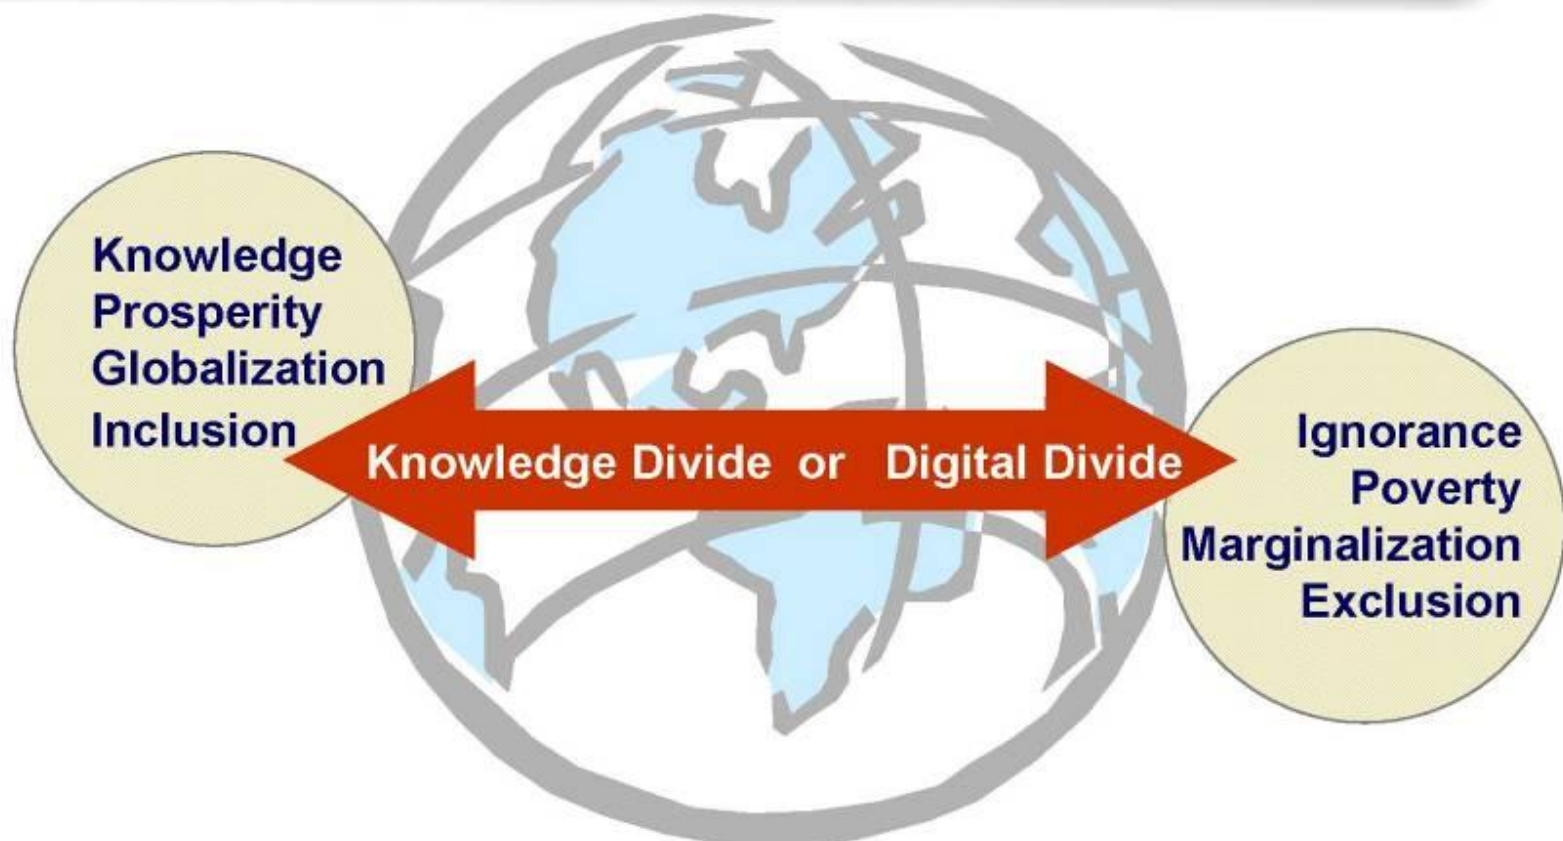 Knowledge
Prosperity
Globalization
Inclusion
Knowledge Divide or Digital Divide
Ignorance
Poverty
Marginalization
Exclusion